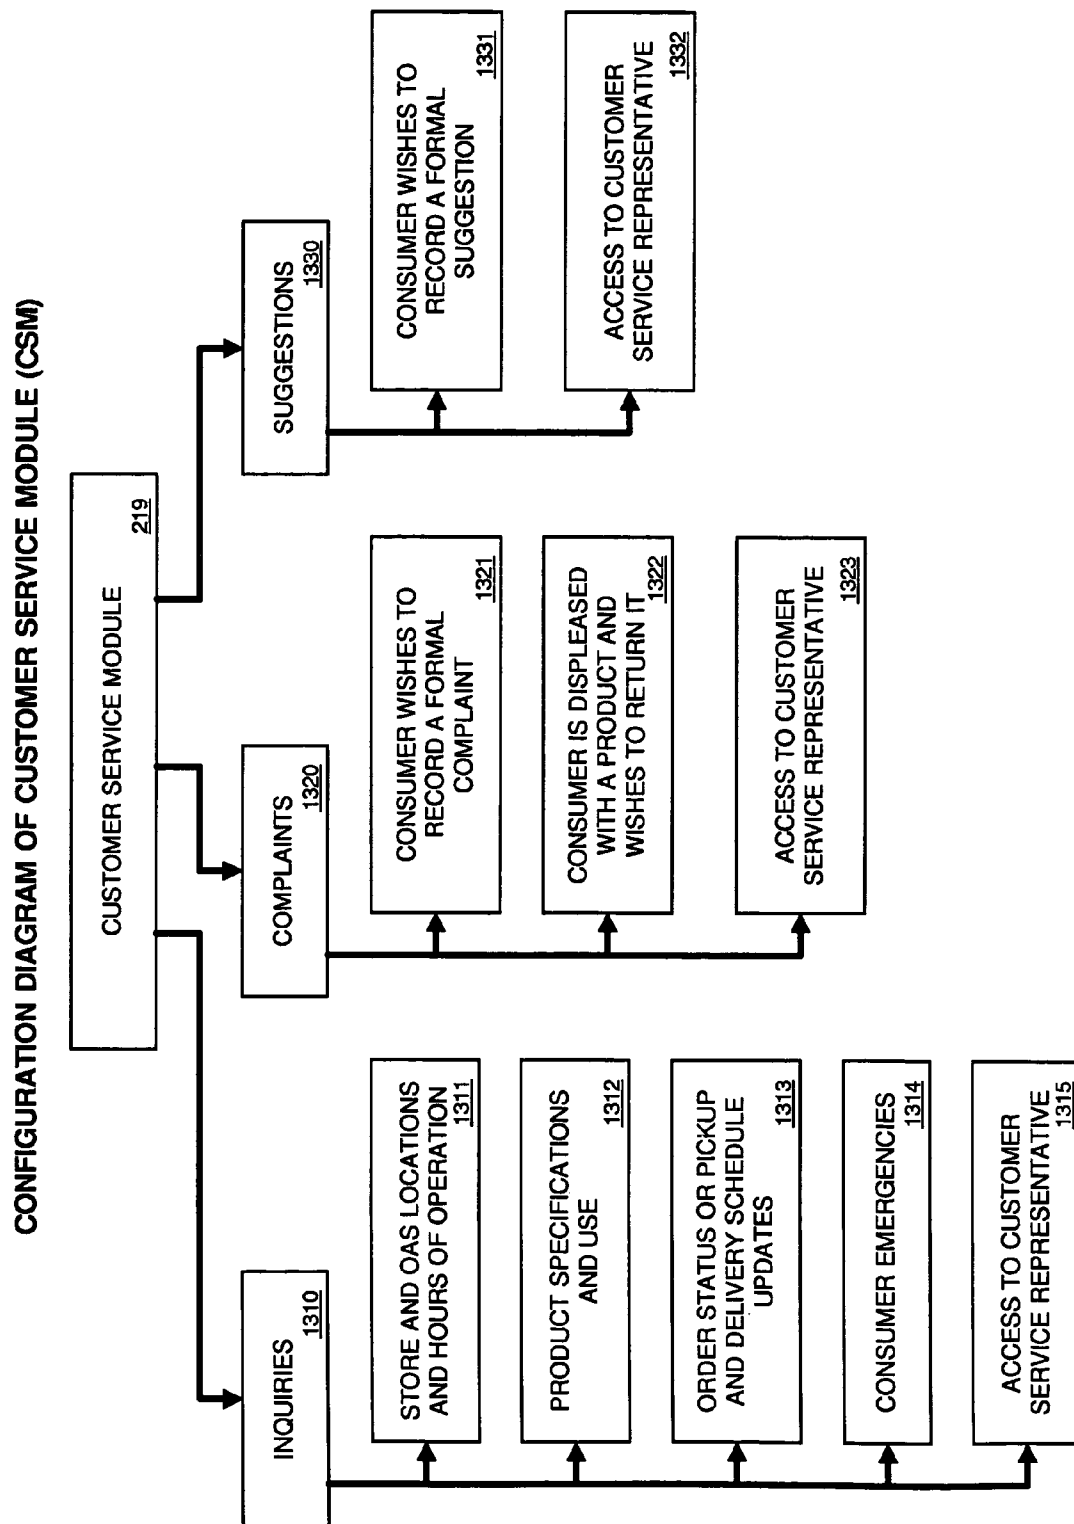 CONFIGURATION DIAGRAM OF CUSTOMER SERVICE MODULE (CSM)
CUSTOMER SERVICE MODULE
219
INQUIRIES
1310
STORE AND OAS LOCATIONS
AND HOURS OF OPERATION
1311
PRODUCT SPECIFICATIONS
AND USE
1312
ORDER STATUS OR PICKUP
AND DELIVERY SCHEDULE
UPDATES
1313
CONSUMER EMERGENCIES
1314
ACCESS TO CUSTOMER
SERVICE REPRESENTATIVE
1315
COMPLAINTS
1320
CONSUMER WISHES TO
RECORD A FORMAL
COMPLAINT
1321
CONSUMER IS DISPLEASED
WITH A PRODUCT AND
WISHES TO RETURN IT
1322
ACCESS TO CUSTOMER
SERVICE REPRESENTATIVE
1323
SUGGESTIONS
1330
CONSUMER WISHES TO
RECORD A FORMAL
SUGGESTION
1331
ACCESS TO CUSTOMER
SERVICE REPRESENTATIVE
1332